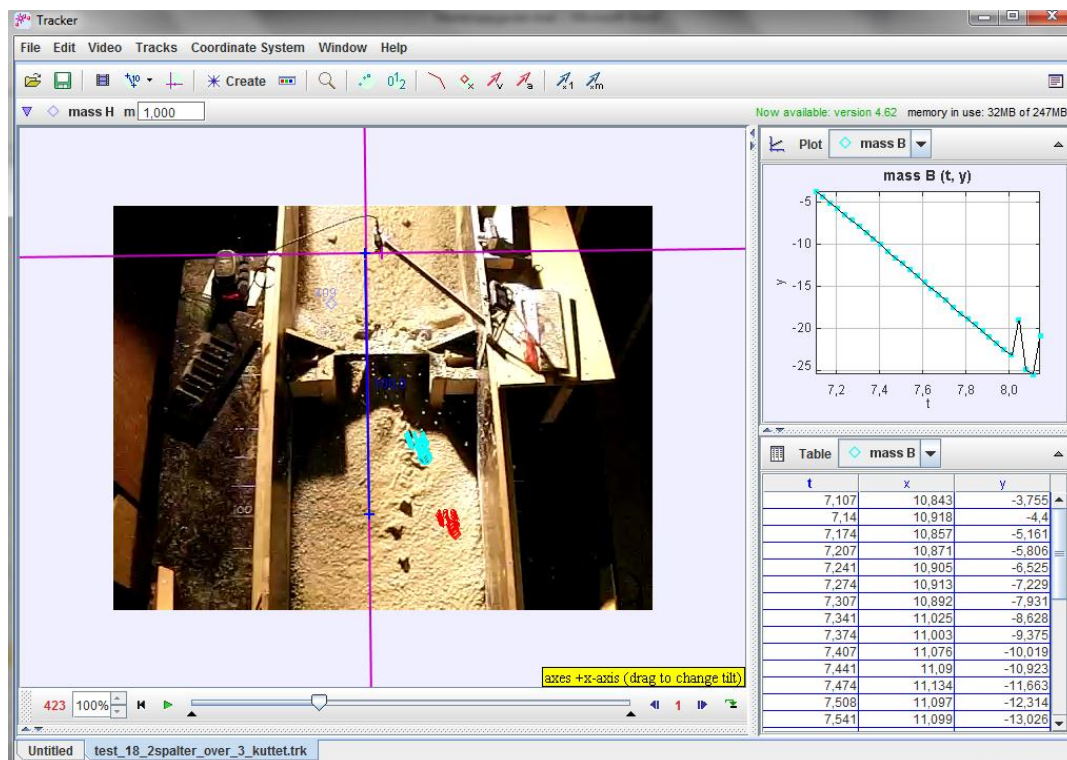 Tracker
File Edit Video Tracks Coordinate System Window Help
Create
mass H m 1,000
Now available: version 4.62 memory in use: 32MB of 247MB
Plot mass B
mass B (t, y)
-5
-10
-15
-20
-25
y
7,2 7,4 7,6 7,8 8,0
t
Table mass B
t x y
7,107 10,843 -3,755
7,14 10,918 -4,4
7,174 10,857 -5,161
7,207 10,871 -5,806
7,241 10,905 -6,525
7,274 10,913 -7,229
7,307 10,892 -7,931
7,341 11,025 -8,628
7,374 11,003 -9,375
7,407 11,076 -10,019
7,441 11,09 -10,923
7,474 11,134 -11,663
7,508 11,097 -12,314
7,541 11,099 -13,026
axes +x-axis (drag to change tilt)
423 100% 1
Untitled test_18_2spalter_over_3_kuttet.trk